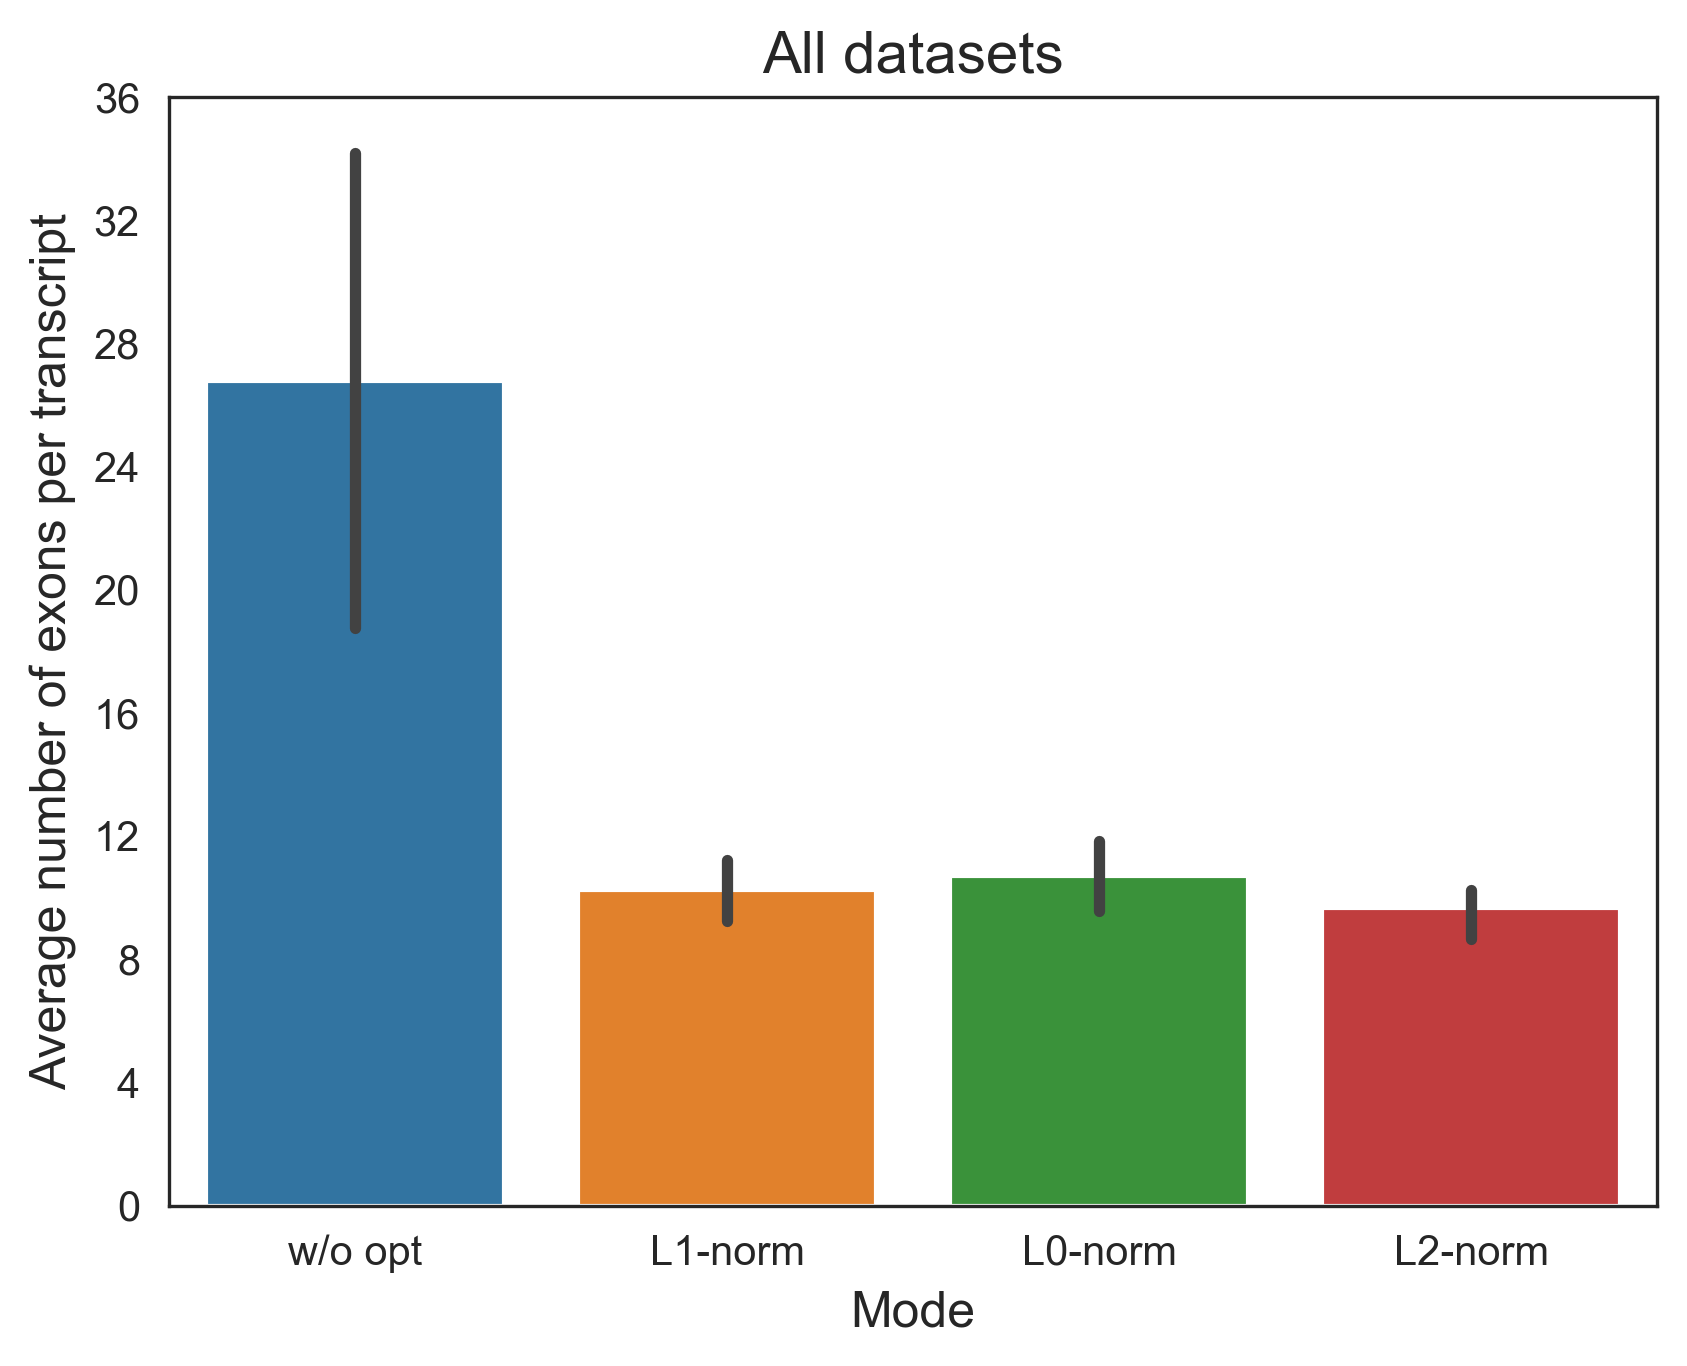 All datasets
36
32
28
24
20
16
12
8
4
0
Average number of exons per transcript
w/o opt L1-norm L0-norm L2-norm
Mode